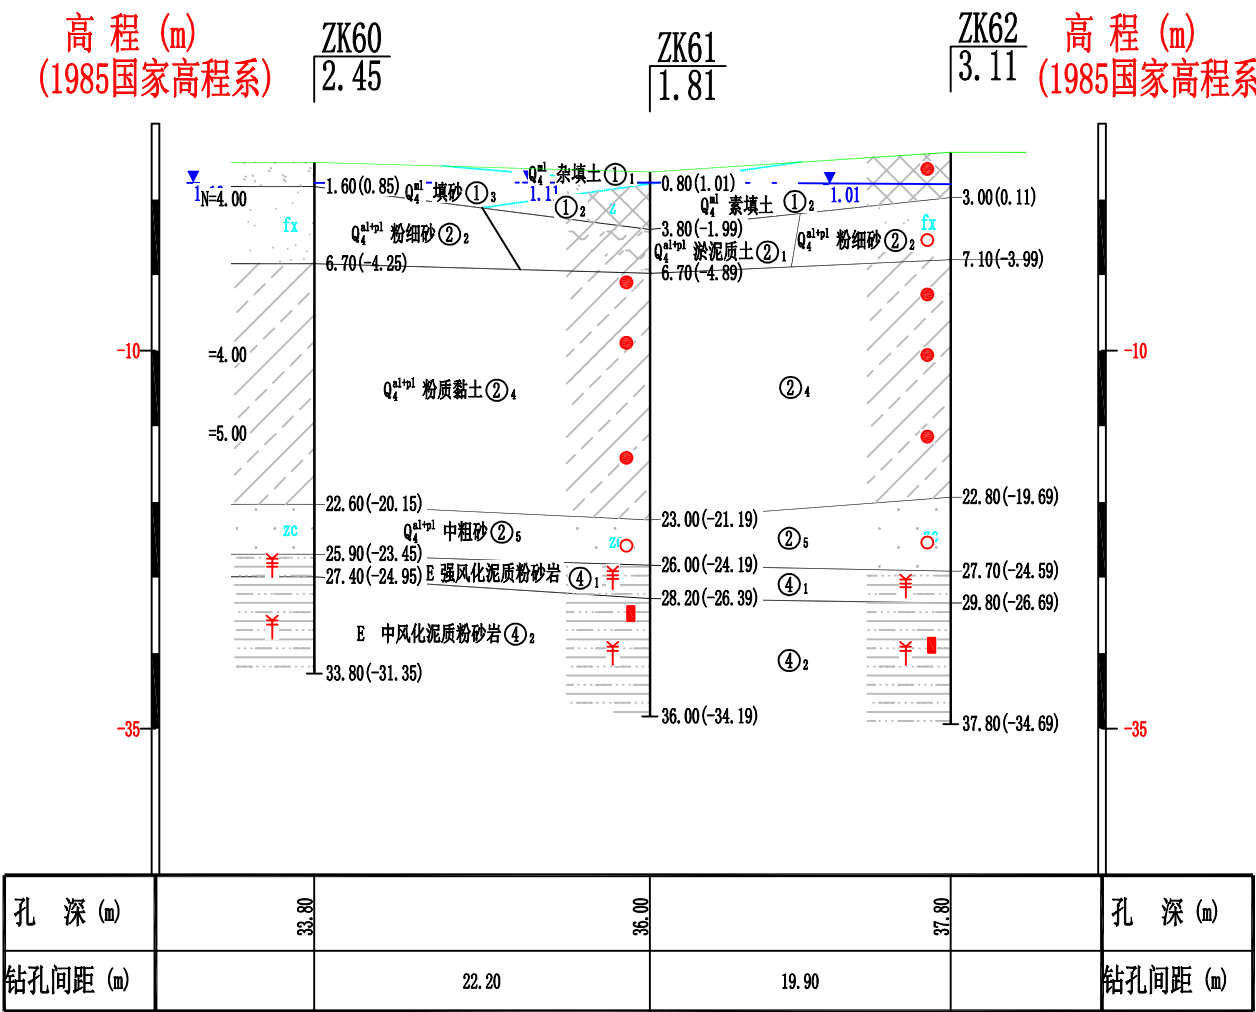 高 程 (m)
(1985国家高程系)
ZK60
2.45
ZK61
1.81
ZK62
3.11
高 程 (m)
(1985国家高程系
N=4.00
1.60(0.85)
Q4ml 填砂①3
Q4ml 杂填土①1
1.11
①2
z
0.80(1.01)
Q4ml 素填土 ①2
1.01
3.00(0.11)
fx
Q4al+pl 粉细砂②2
3.80(-1.99)
Q4al+pl 淤泥质土②1
Q4al+pl 粉细砂②2
fx
6.70(-4.25)
6.70(-4.89)
7.10(-3.99)
-10
=4.00
-10
Q4al+pl 粉质黏土②4
②4
=5.00
22.60(-20.15)
23.00(-21.19)
22.80(-19.69)
zc
Q4al+pl 中粗砂②5
②5
25.90(-23.45)
26.00(-24.19)
27.70(-24.59)
27.40(-24.95)
E 强风化泥质粉砂岩 ④1
④1
28.20(-26.39)
29.80(-26.69)
E 中风化泥质粉砂岩④2
④2
33.80(-31.35)
36.00(-34.19)
37.80(-34.69)
-35
-35
孔 深 (m)
33.80
36.00
37.80
孔 深 (m)
钻孔间距 (m)
22.20
19.90
钻孔间距 (m)